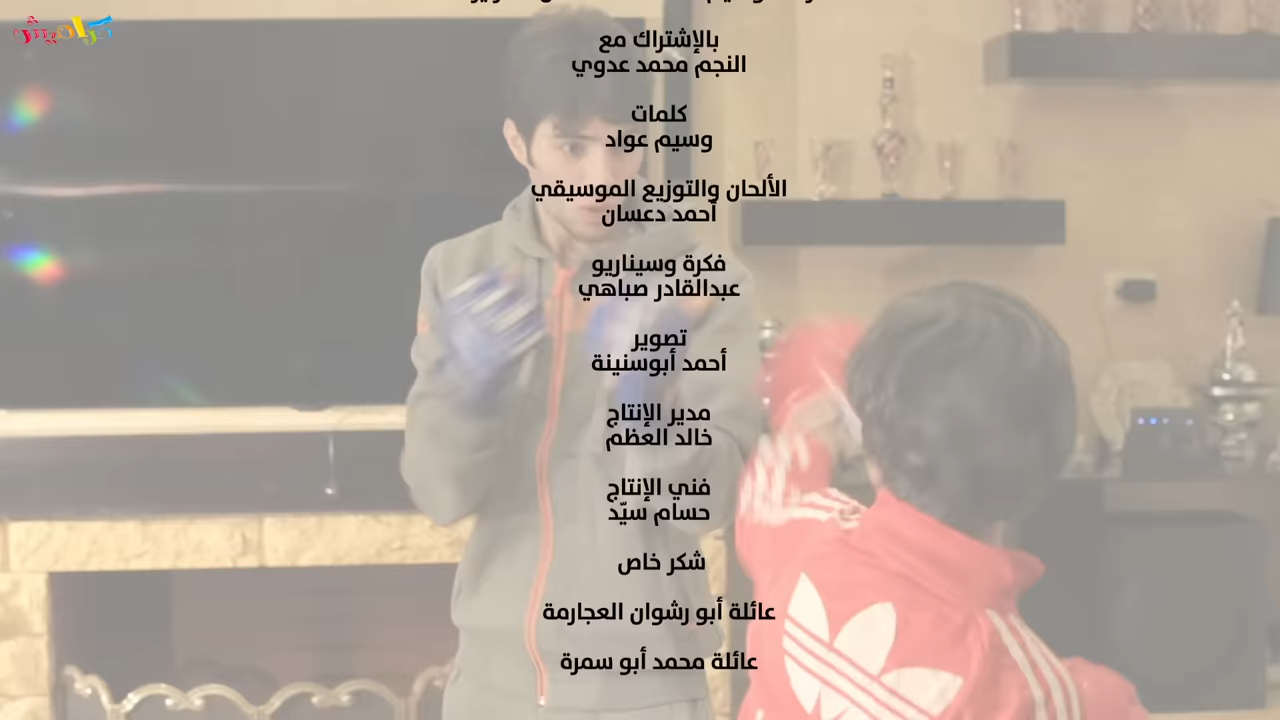 كراميش
بالإشتراك مع
النجم محمد عدوي
كلمات
وسيم عواد
الألحان والتوزيع الموسيقي
أحمد دعسان
فكرة وسيناريو
عبدالقادر صباهي
تصوير
أحمد أبوسنينة
مدير الإنتاج
خالد العظم
فني الإنتاج
حسام سيّد
شكر خاص
عائلة أبو رشوان العجارمة
عائلة محمد أبو سمرة